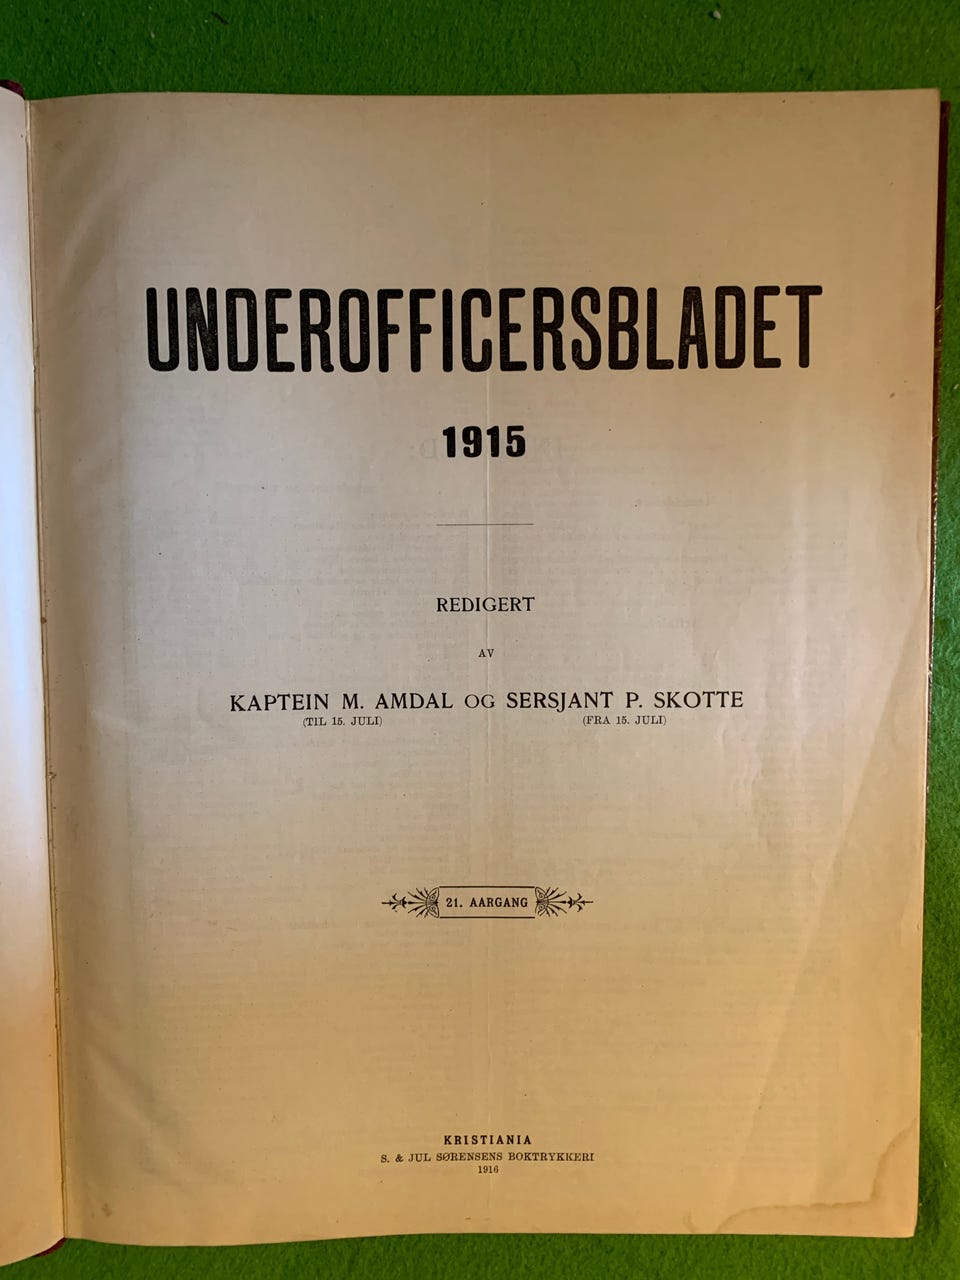 UNDEROFFICERSBLADET
1915
REDIGERT
AV
KAPTEIN M. AMDAL OG SERSJANT P. SKOTTE
(TIL 15. JULI) (FRA 15. JULI)
21. AARGANG
KRISTIANIA
S. & JUL SØRENSENS BOKTRYKKERI
1916